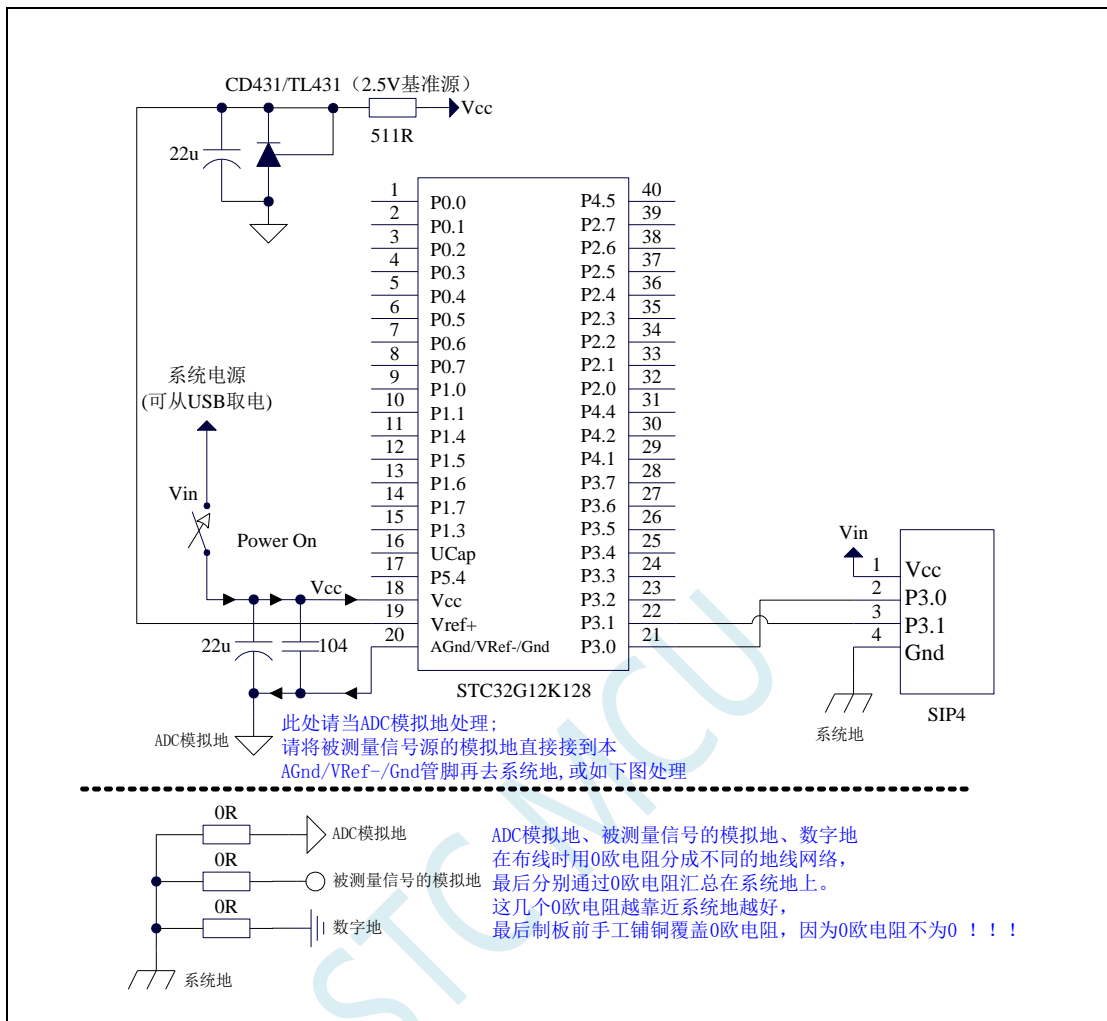 CD431/TL431（2.5V基准源）
Vcc
511R
22u
1
P0.0
P4.5
40
2
P0.1
P2.7
39
3
P0.2
P2.6
38
4
P0.3
P2.5
37
5
P0.4
P2.4
36
6
P0.5
P2.3
35
7
P0.6
P2.2
34
8
P0.7
P2.1
33
9
P1.0
P2.0
32
10
P1.1
P4.4
31
11
P1.4
P4.2
30
12
P1.5
P4.1
29
13
P1.6
P3.7
28
14
P1.7
P3.6
27
15
P1.3
P3.5
26
16
UCap
P3.4
25
17
P5.4
P3.3
24
18
Vcc
P3.2
23
19
Vref+
P3.1
22
20
AGnd/VRef-/Gnd
P3.0
21
STC32G12K128
系统电源
(可从USB取电)
Vin
Power On
Vcc
22u
104
ADC模拟地
Vin
1
Vcc
2
P3.0
3
P3.1
4
Gnd
SIP4
系统地
此处请当ADC模拟地处理;
请将被测量信号源的模拟地直接接到本
AGnd/VRef-/Gnd管脚再去系统地,或如下图处理
0R
ADC模拟地
0R
被测量信号的模拟地
0R
数字地
系统地
ADC模拟地、被测量信号的模拟地、数字地
在布线时用0欧电阻分成不同的地线网络，
最后分别通过0欧电阻汇总在系统地上。
这几个0欧电阻越靠近系统地越好，
最后制板前手工铺铜覆盖0欧电阻，因为0欧电阻不为0 ！！！
STC MCU